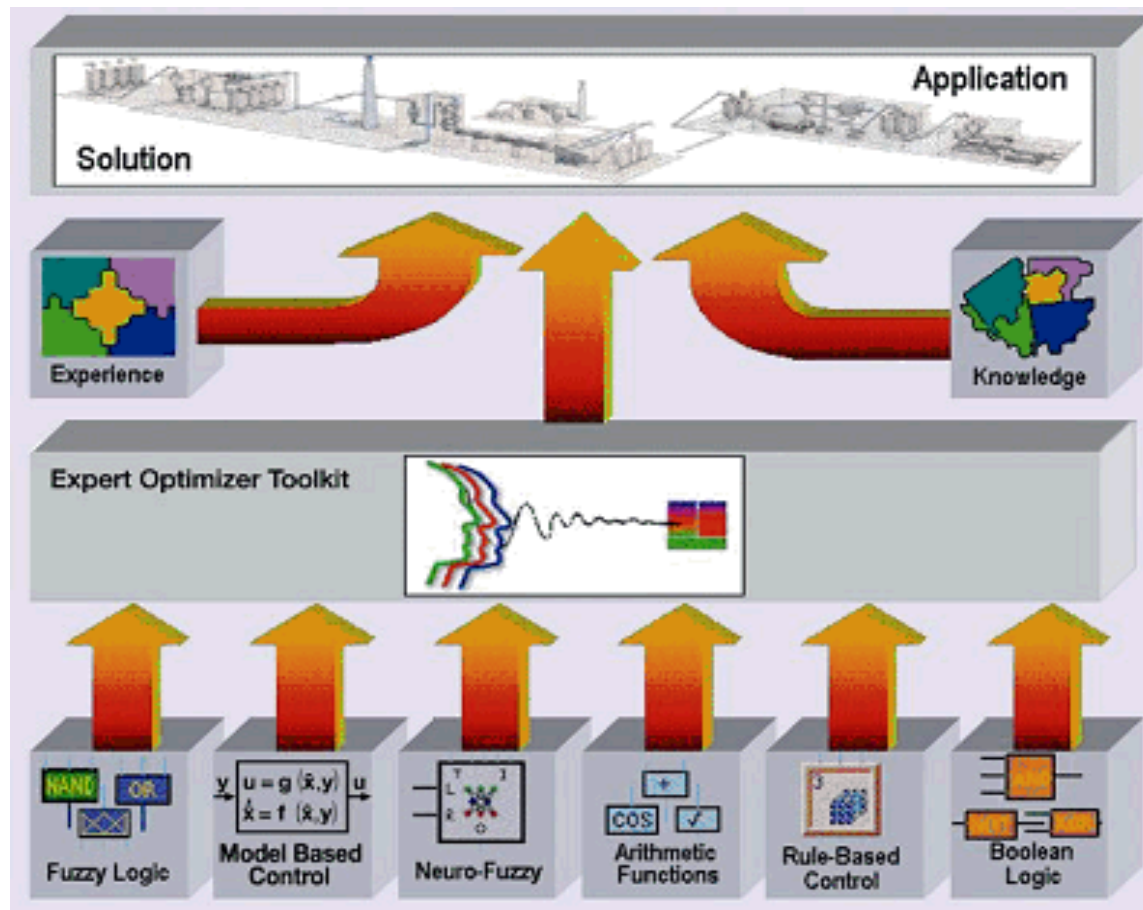 Application
Solution
Experience
Knowledge
Expert Optimizer Toolkit
NAND
OR
Fuzzy Logic
y u = g (x̂,y) u
x̂̇ = f (x̂,y)
Model Based
Control
Neuro-Fuzzy
+
COS
√
Arithmetic
Functions
3
Rule-Based
Control
AND
Boolean
Logic